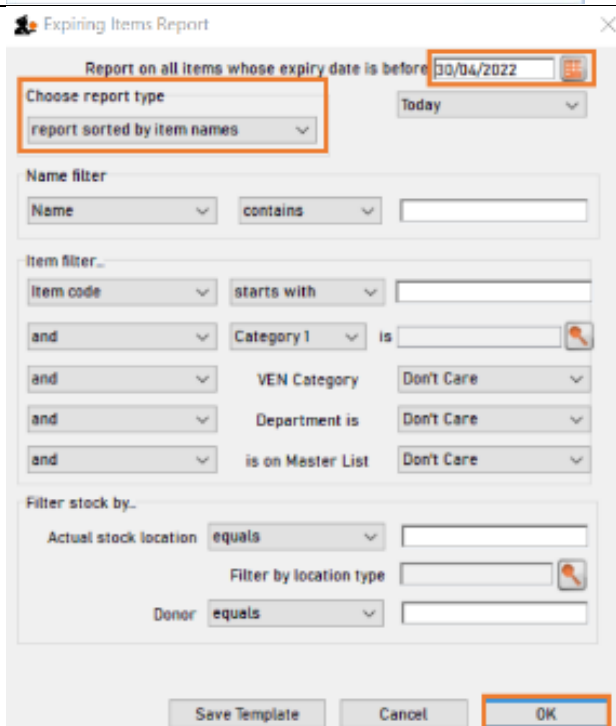 Expiring Items Report
Report on all items whose expiry date is before 30/04/2022
Choose report type
Today
report sorted by item names
Name filter
Name contains
Item filter...
Item code starts with
and Category 1 is
and VEN Category Don't Care
and Department is Don't Care
and is on Master List Don't Care
Filter stock by...
Actual stock location equals
Filter by location type
Donor equals
Save Template Cancel OK